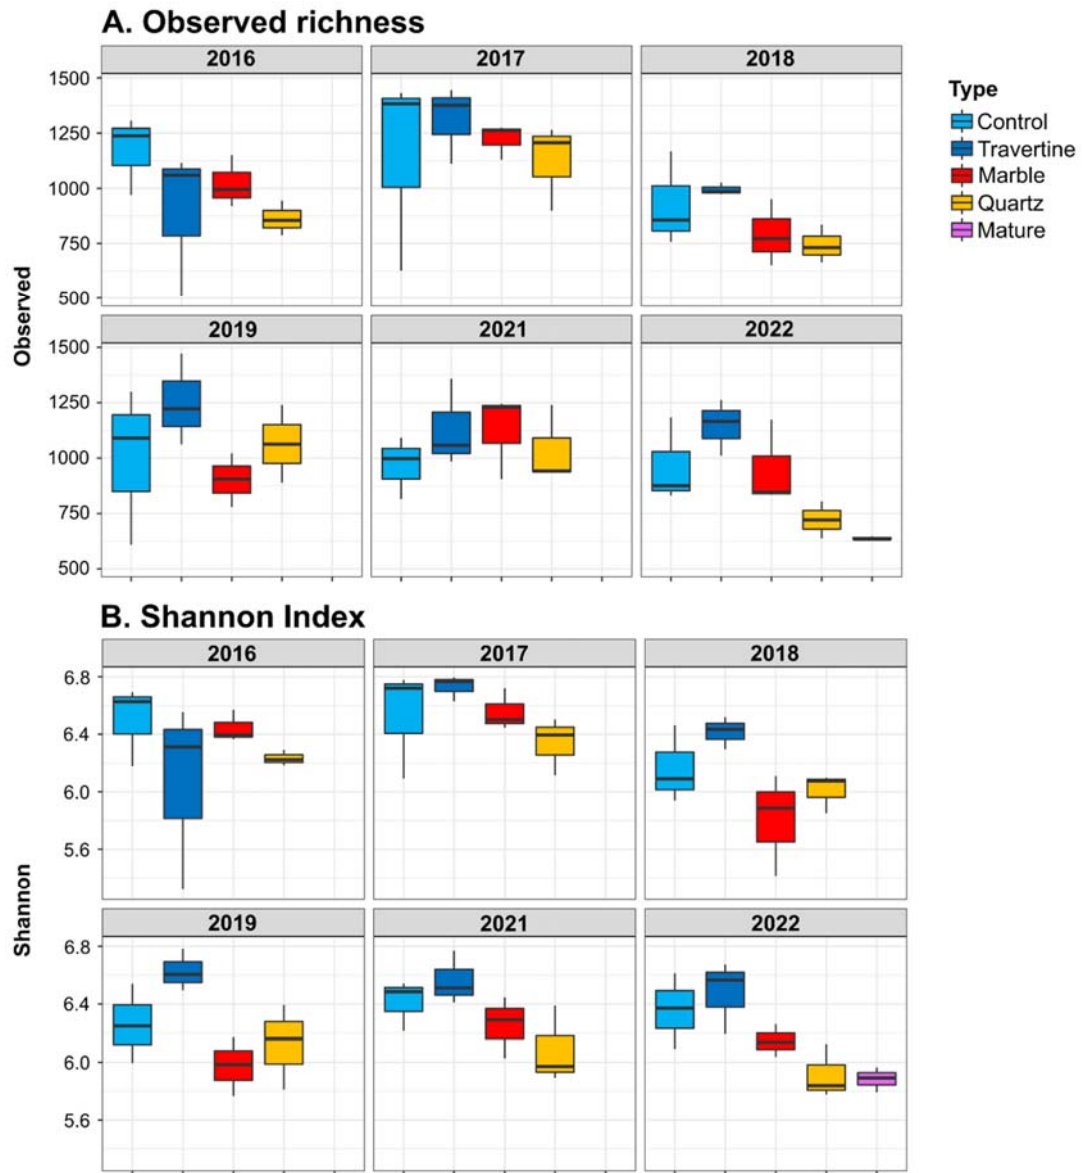 A. Observed richness
2016 2017 2018
1500
1250
1000
750
500
2019 2021 2022
1500
1250
1000
750
500
Observed
Type
Control
Travertine
Marble
Quartz
Mature
B. Shannon Index
2016 2017 2018
6.8
6.4
6.0
5.6
2019 2021 2022
6.8
6.4
6.0
5.6
Shannon